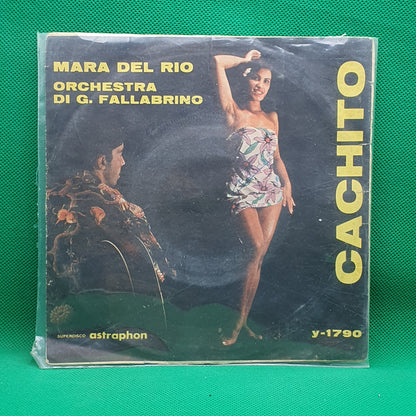 MARA DEL RIO
ORCHESTRA
DI G. FALLABRINO
CACHITO
SUPERDISCO astraphon
y-1790